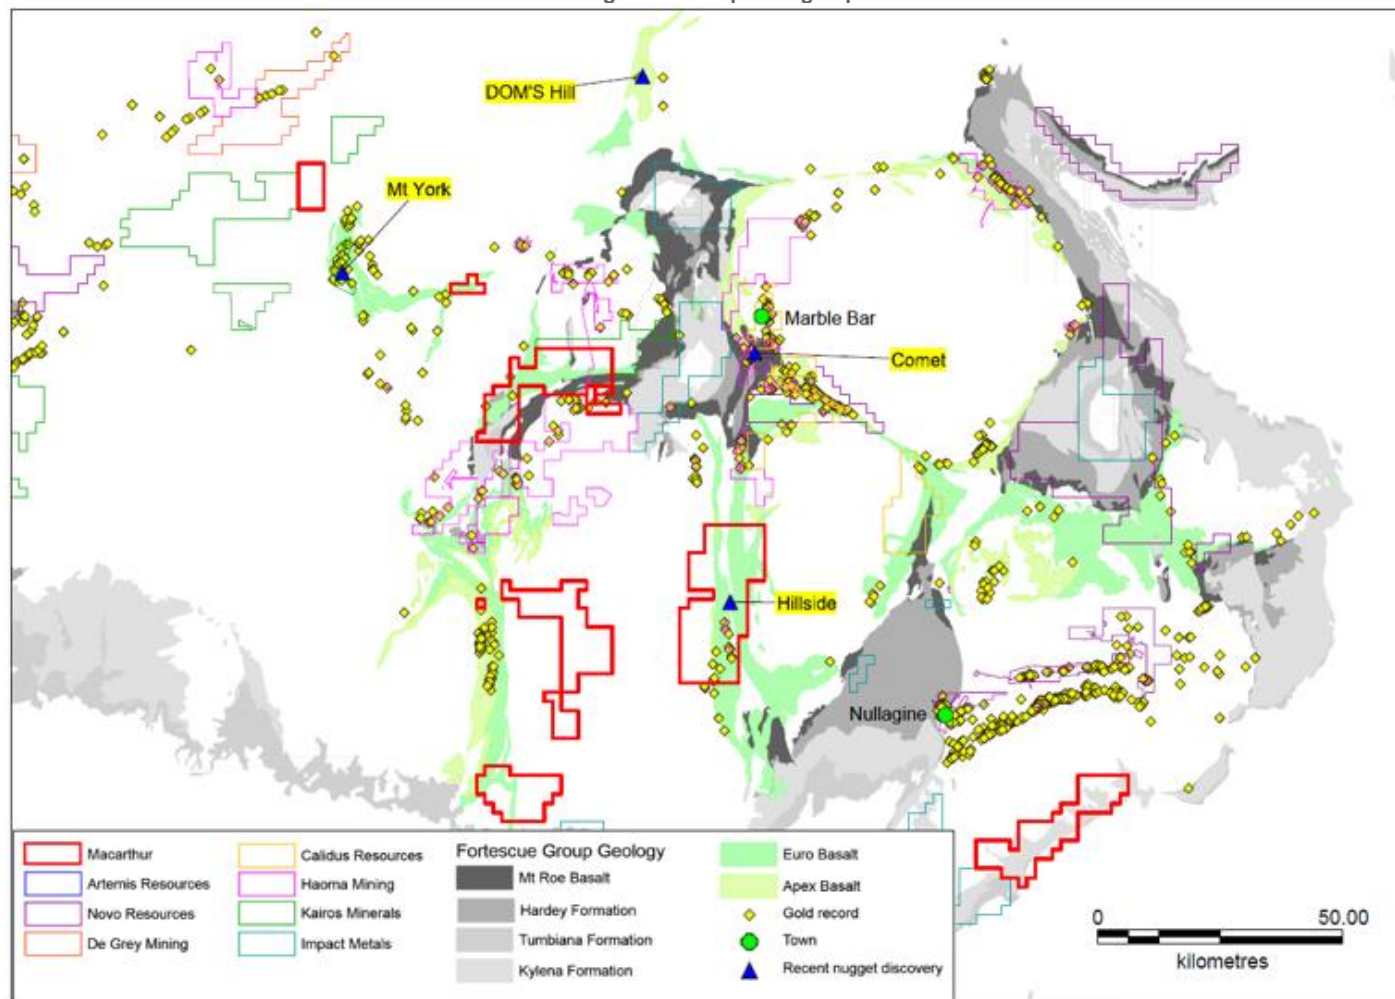 DOM'S Hill
Mt York
Marble Bar
Comet
Hillside
Nullagine
Macarthur
Artemis Resources
Novo Resources
De Grey Mining
Calidus Resources
Haoma Mining
Kairos Minerals
Impact Metals
Fortescue Group Geology
Mt Roe Basalt
Hardey Formation
Tumbiana Formation
Kylena Formation
Euro Basalt
Apex Basalt
Gold record
Town
Recent nugget discovery
0 50.00
kilometres